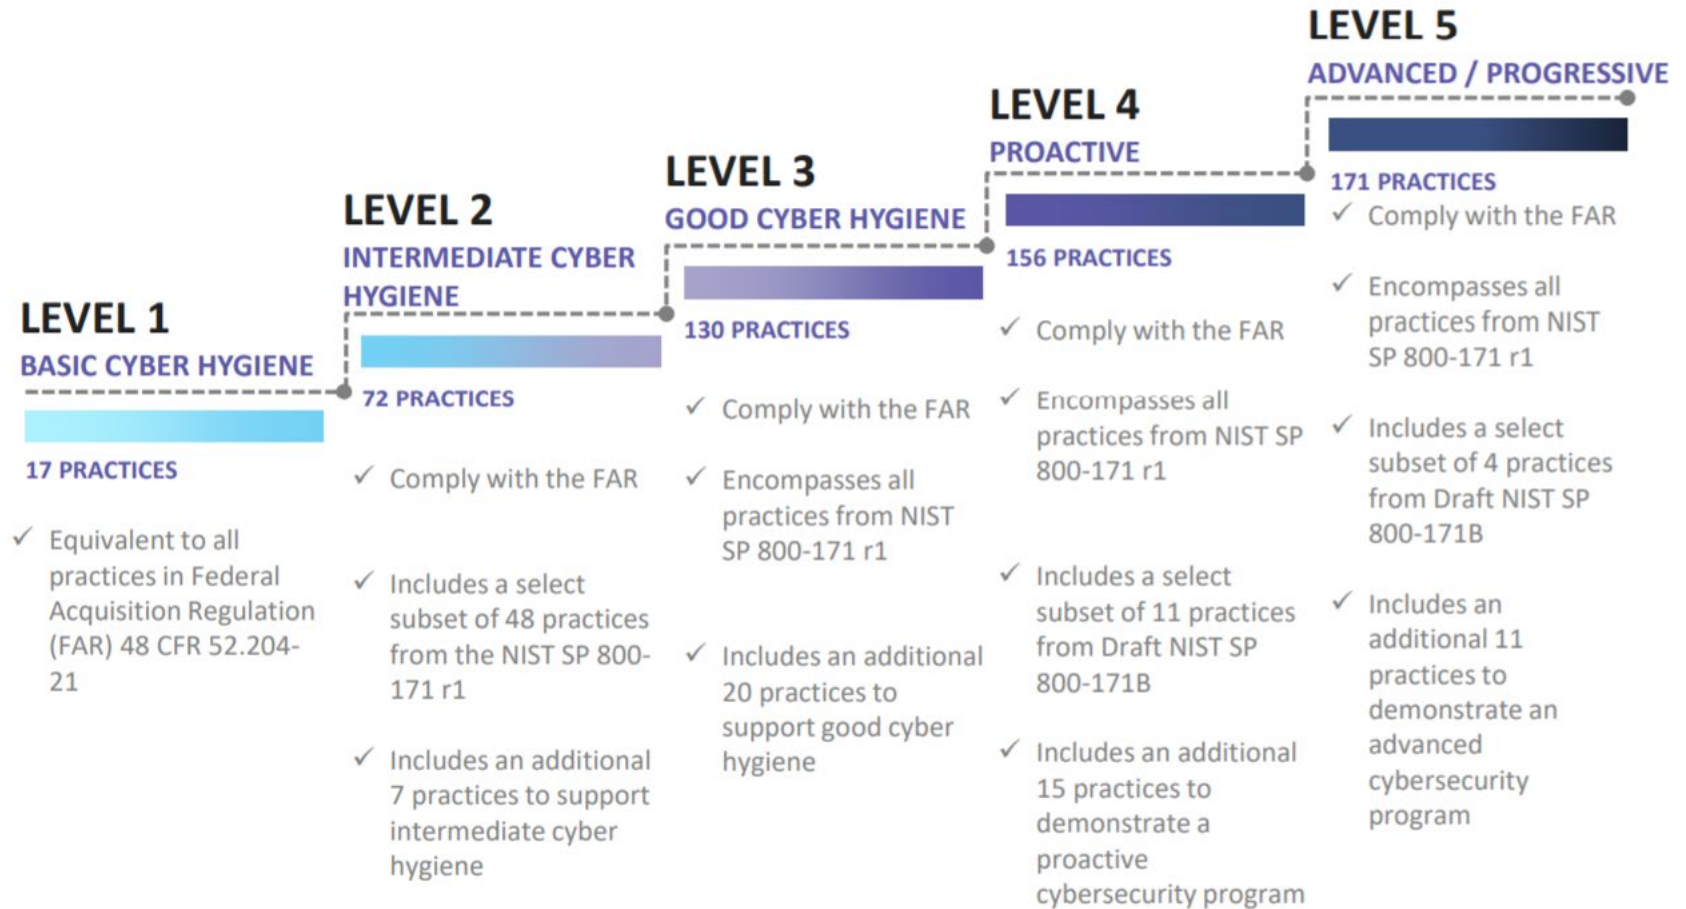 LEVEL 1
BASIC CYBER HYGIENE
17 PRACTICES
✓ Equivalent to all
practices in Federal
Acquisition Regulation
(FAR) 48 CFR 52.204-
21
LEVEL 2
INTERMEDIATE CYBER
HYGIENE
72 PRACTICES
✓ Comply with the FAR
✓ Includes a select
subset of 48 practices
from the NIST SP 800-
171 r1
✓ Includes an additional
7 practices to support
intermediate cyber
hygiene
LEVEL 3
GOOD CYBER HYGIENE
130 PRACTICES
✓ Comply with the FAR
✓ Encompasses all
practices from NIST
SP 800-171 r1
✓ Includes an additional
20 practices to
support good cyber
hygiene
LEVEL 4
PROACTIVE
156 PRACTICES
✓ Comply with the FAR
✓ Encompasses all
practices from NIST SP
800-171 r1
✓ Includes a select
subset of 11 practices
from Draft NIST SP
800-171B
✓ Includes an additional
15 practices to
demonstrate a
proactive
cybersecurity program
LEVEL 5
ADVANCED / PROGRESSIVE
171 PRACTICES
✓ Comply with the FAR
✓ Encompasses all
practices from NIST
SP 800-171 r1
✓ Includes a select
subset of 4 practices
from Draft NIST SP
800-171B
✓ Includes an
additional 11
practices to
demonstrate an
advanced
cybersecurity
program